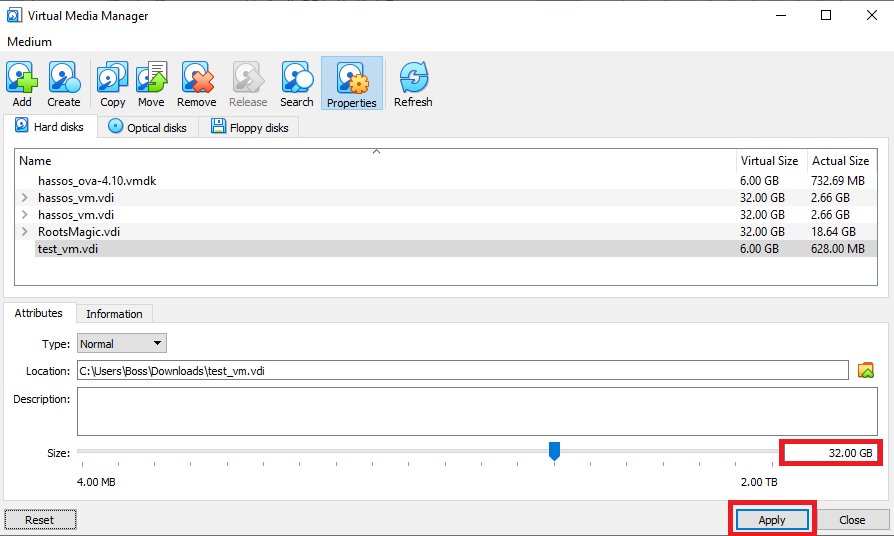 Virtual Media Manager
Medium
Add Create Copy Move Remove Release Search Properties Refresh
Hard disks Optical disks Floppy disks
Name Virtual Size Actual Size
hassos_ova-4.10.vmdk 6.00 GB 732.69 MB
hassos_vm.vdi 32.00 GB 2.66 GB
hassos_vm.vdi 32.00 GB 2.66 GB
RootsMagic.vdi 32.00 GB 18.64 GB
test_vm.vdi 6.00 GB 628.00 MB
Attributes Information
Type: Normal
Location: C:\Users\Boss\Downloads\test_vm.vdi
Description:
Size: 32.00 GB
4.00 MB 2.00 TB
Reset Apply Close